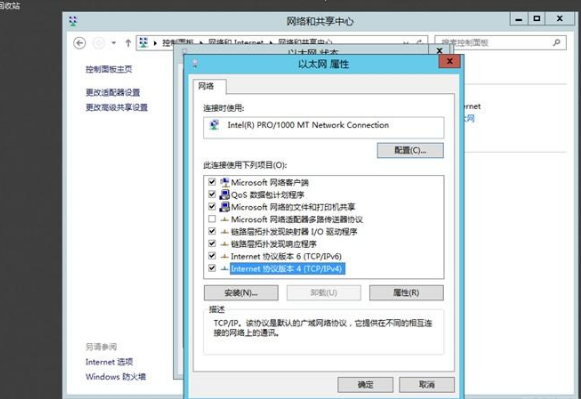 回收站
网络和共享中心
控制面板 ▸ 网络和 Internet ▸ 网络和共享中心
搜索控制面板
控制面板主页
更改适配器设置
更改高级共享设置
以太网 状态
以太网 属性
网络
连接时使用:
Intel(R) PRO/1000 MT Network Connection
配置(C)...
此连接使用下列项目(O):
Microsoft 网络客户端
QoS 数据包计划程序
Microsoft 网络的文件和打印机共享
Microsoft 网络适配器多路传送器协议
链路层拓扑发现映射器 I/O 驱动程序
链路层拓扑发现响应程序
Internet 协议版本 6 (TCP/IPv6)
Internet 协议版本 4 (TCP/IPv4)
安装(N)...
卸载(U)
属性(R)
描述
TCP/IP。该协议是默认的广域网络协议，它提供在不同的相互连
接的网络上的通讯。
确定
取消
另请参阅
Internet 选项
Windows 防火墙